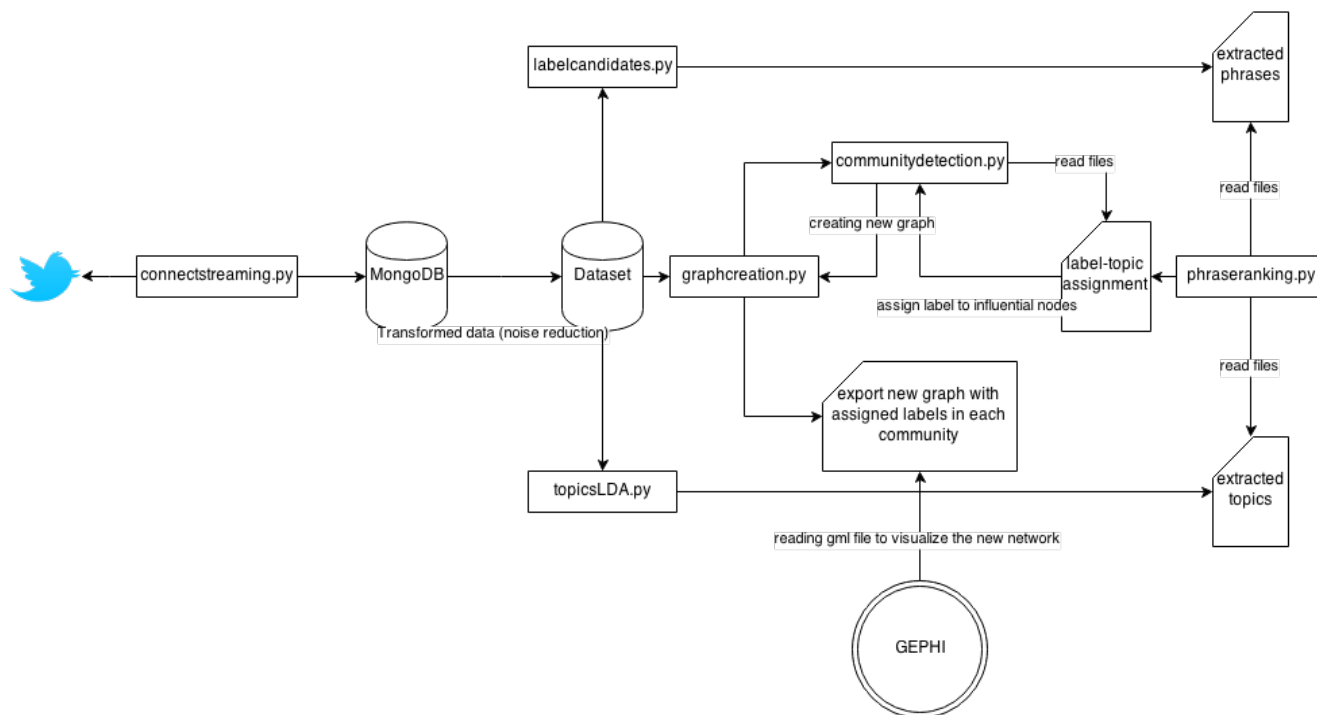 labelcandidates.py
extracted
phrases
communitydetection.py
read files
read files
creating new graph
connectstreaming.py
MongoDB
Dataset
graphcreation.py
label-topic
assignment
phraseranking.py
assign label to influential nodes
Transformed data (noise reduction)
read files
export new graph with
assigned labels in each
community
topicsLDA.py
extracted
topics
reading gml file to visualize the new network
GEPHI